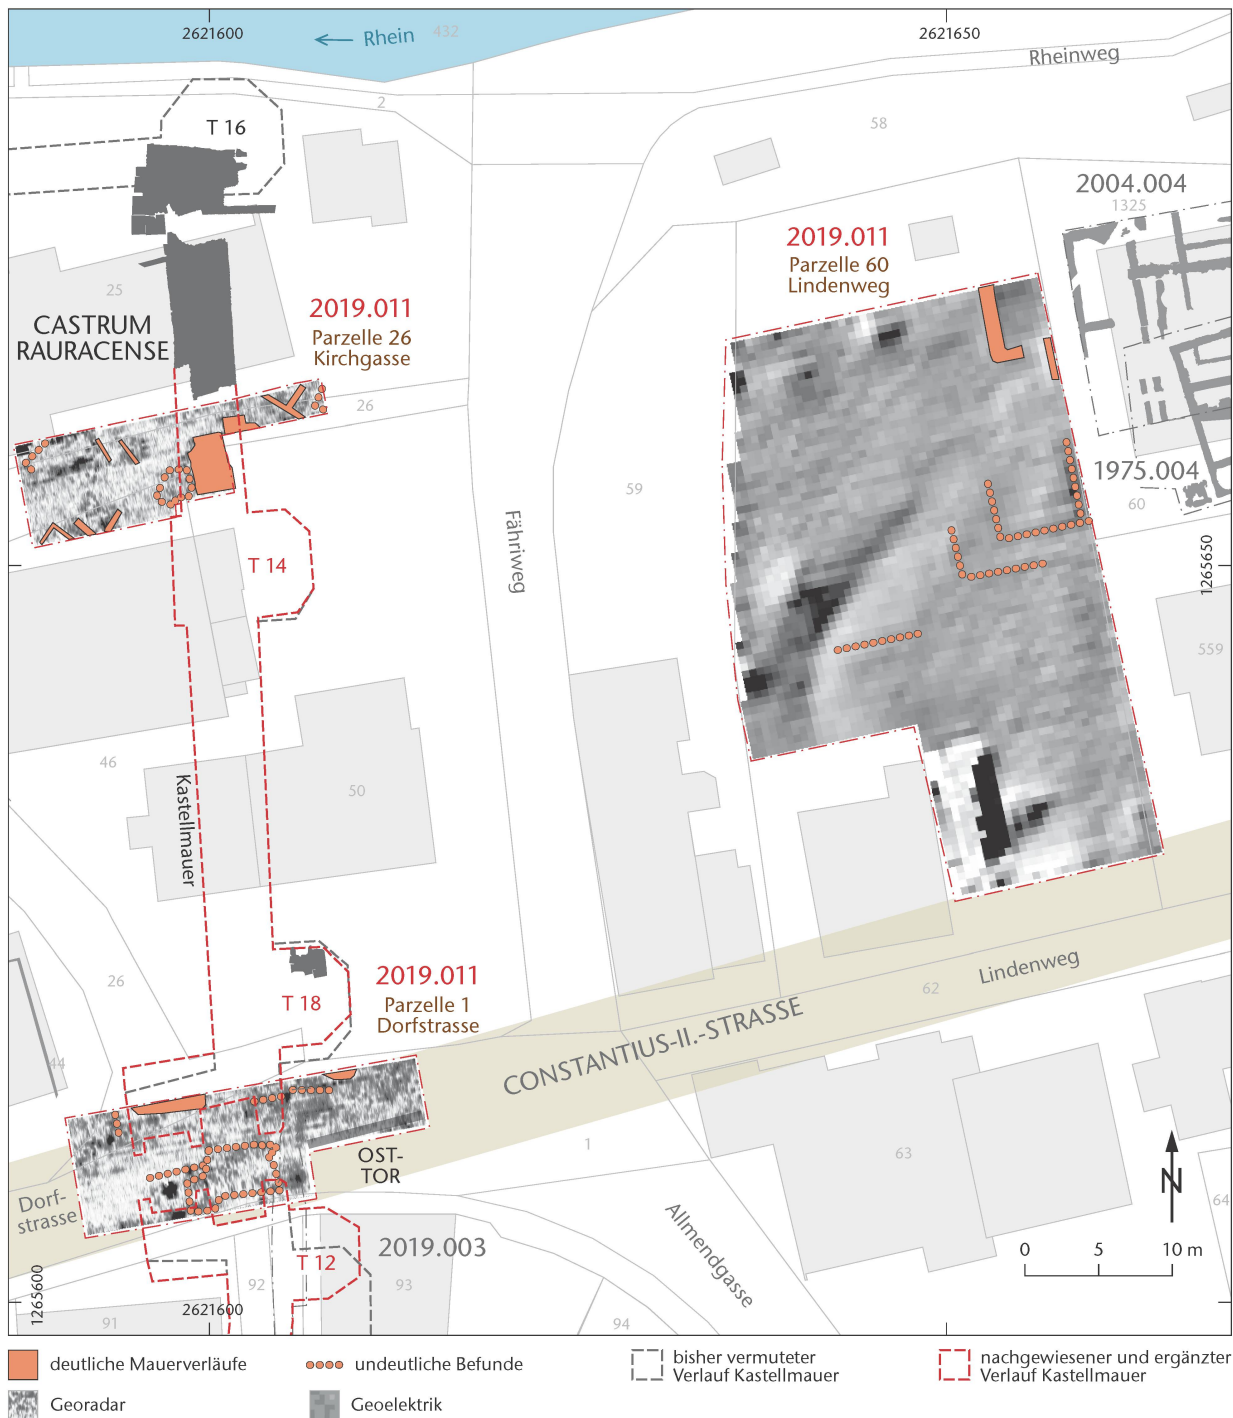 2621600
2621650
← Rhein
432
Rheinweg
2
T 16
58
2004.004
1325
2019.011
Parzelle 60
Lindenweg
25
CASTRUM
RAURACENSE
2019.011
Parzelle 26
Kirchgasse
26
1975.004
60
59
Fähriweg
T 14
1265650
559
46
50
Kastellmauer
26
T 18
2019.011
Parzelle 1
Dorfstrasse
44
CONSTANTIUS-II.-STRASSE
62
Lindenweg
OST-
TOR
1
63
64
N
Dorf-
strasse
Allmendgasse
2019.003
T 12
0 5 10 m
92
93
1265600
2621600
91
94
deutliche Mauerverläufe
undeutliche Befunde
bisher vermuteter
Verlauf Kastellmauer
nachgewiesener und ergänzter
Verlauf Kastellmauer
Georadar
Geoelektrik